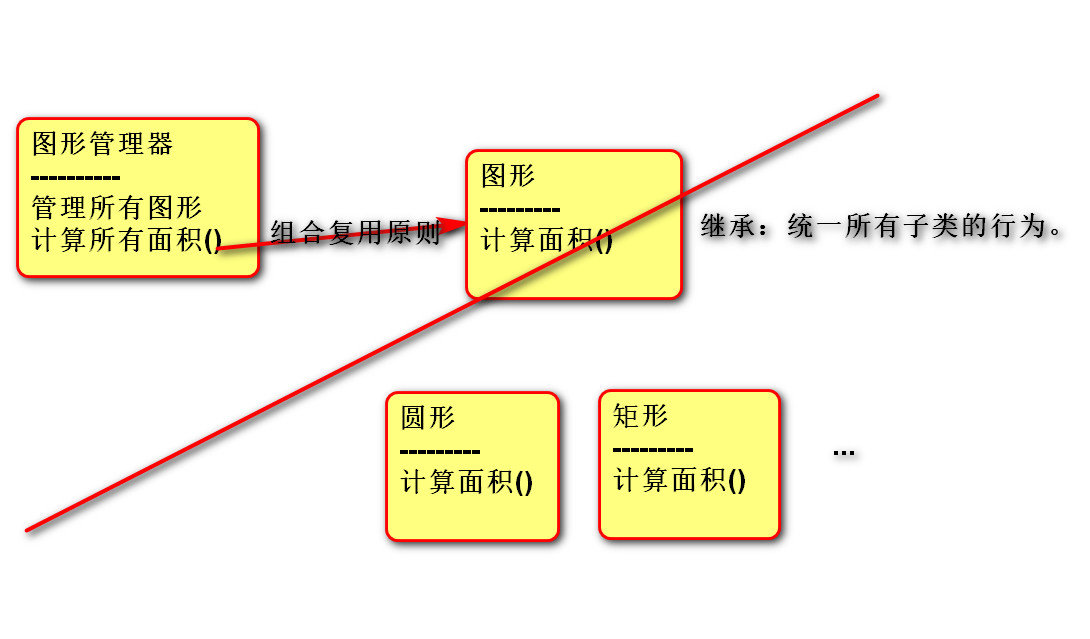 图形管理器
----------
管理所有图形
计算所有面积()
组合复用原则
图形
---------
计算面积()
继承：统一所有子类的行为。
圆形
---------
计算面积()
矩形
---------
计算面积()
...